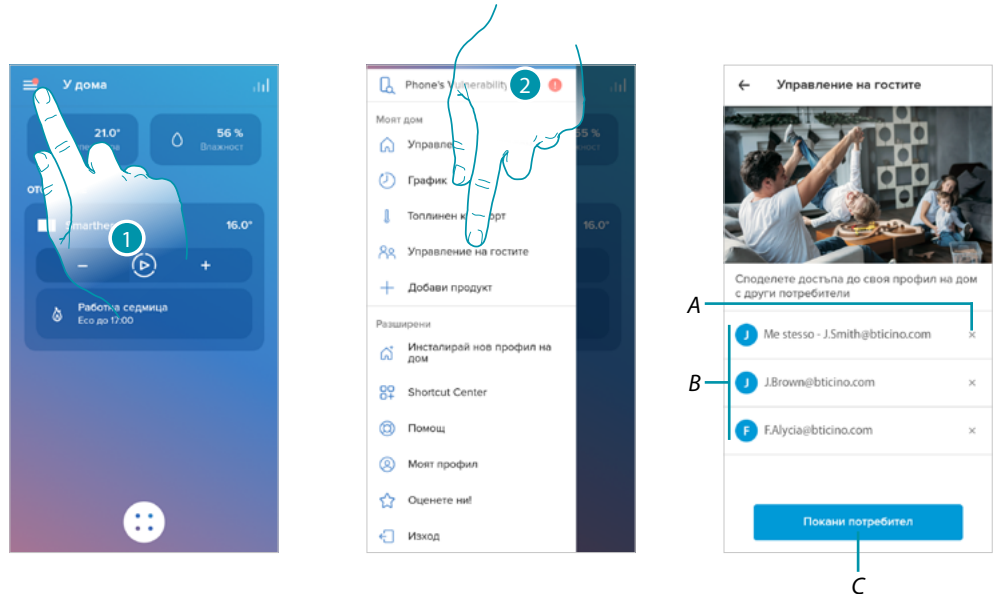 У дома
21.0°
56 %
Влажност
16.0°
1
Работка седмица
Eco до 17:00
Phone's Vulnerability
2
Моят дом
График
Топлинен
Управление на гостите
Добави продукт
Разширени
Инсталирай нов профил на
дом
Shortcut Center
Помощ
Моят профил
Оценете ни!
Изход
16.0°
Управление на гостите
Споделете достъпа до своя профил на дом
с други потребители
A
J Me stesso - J.Smith@bticino.com ×
B
J J.Brown@bticino.com ×
F F.Alycia@bticino.com ×
Покани потребител
C